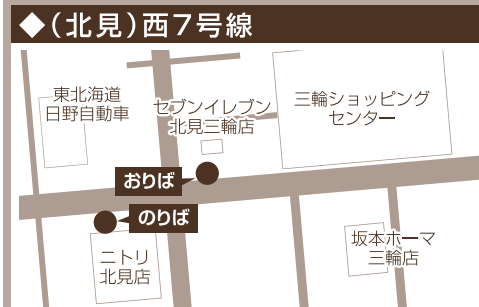 ◆（北見）西7号線
東北海道
日野自動車
セブンイレブン
北見三輪店
三輪ショッピング
センター
おりば
のりば
ニトリ
北見店
坂本ホーマ
三輪店